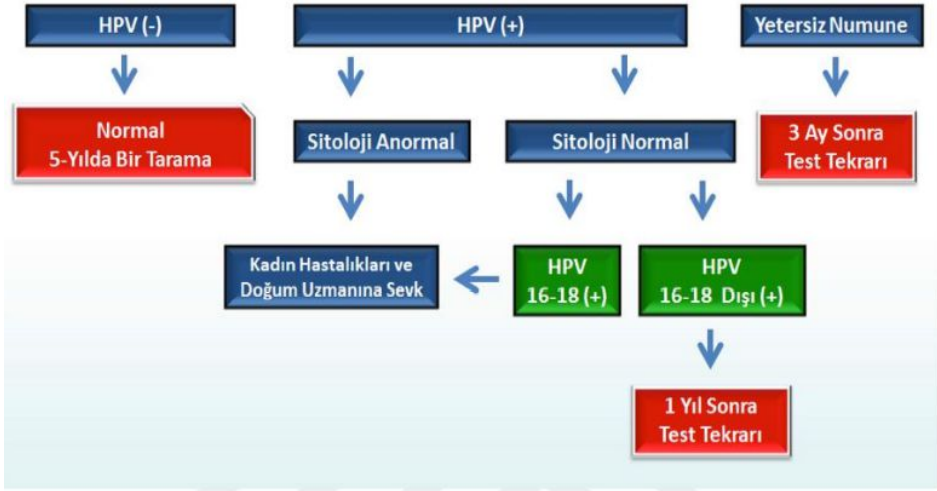 HPV (-)
HPV (+)
Yetersiz Numune
Normal
5-Yılda Bir Tarama
Sitoloji Anormal
Sitoloji Normal
3 Ay Sonra
Test Tekrarı
Kadın Hastalıkları ve
Doğum Uzmanına Sevk
HPV
16-18 (+)
HPV
16-18 Dışı (+)
1 Yıl Sonra
Test Tekrarı